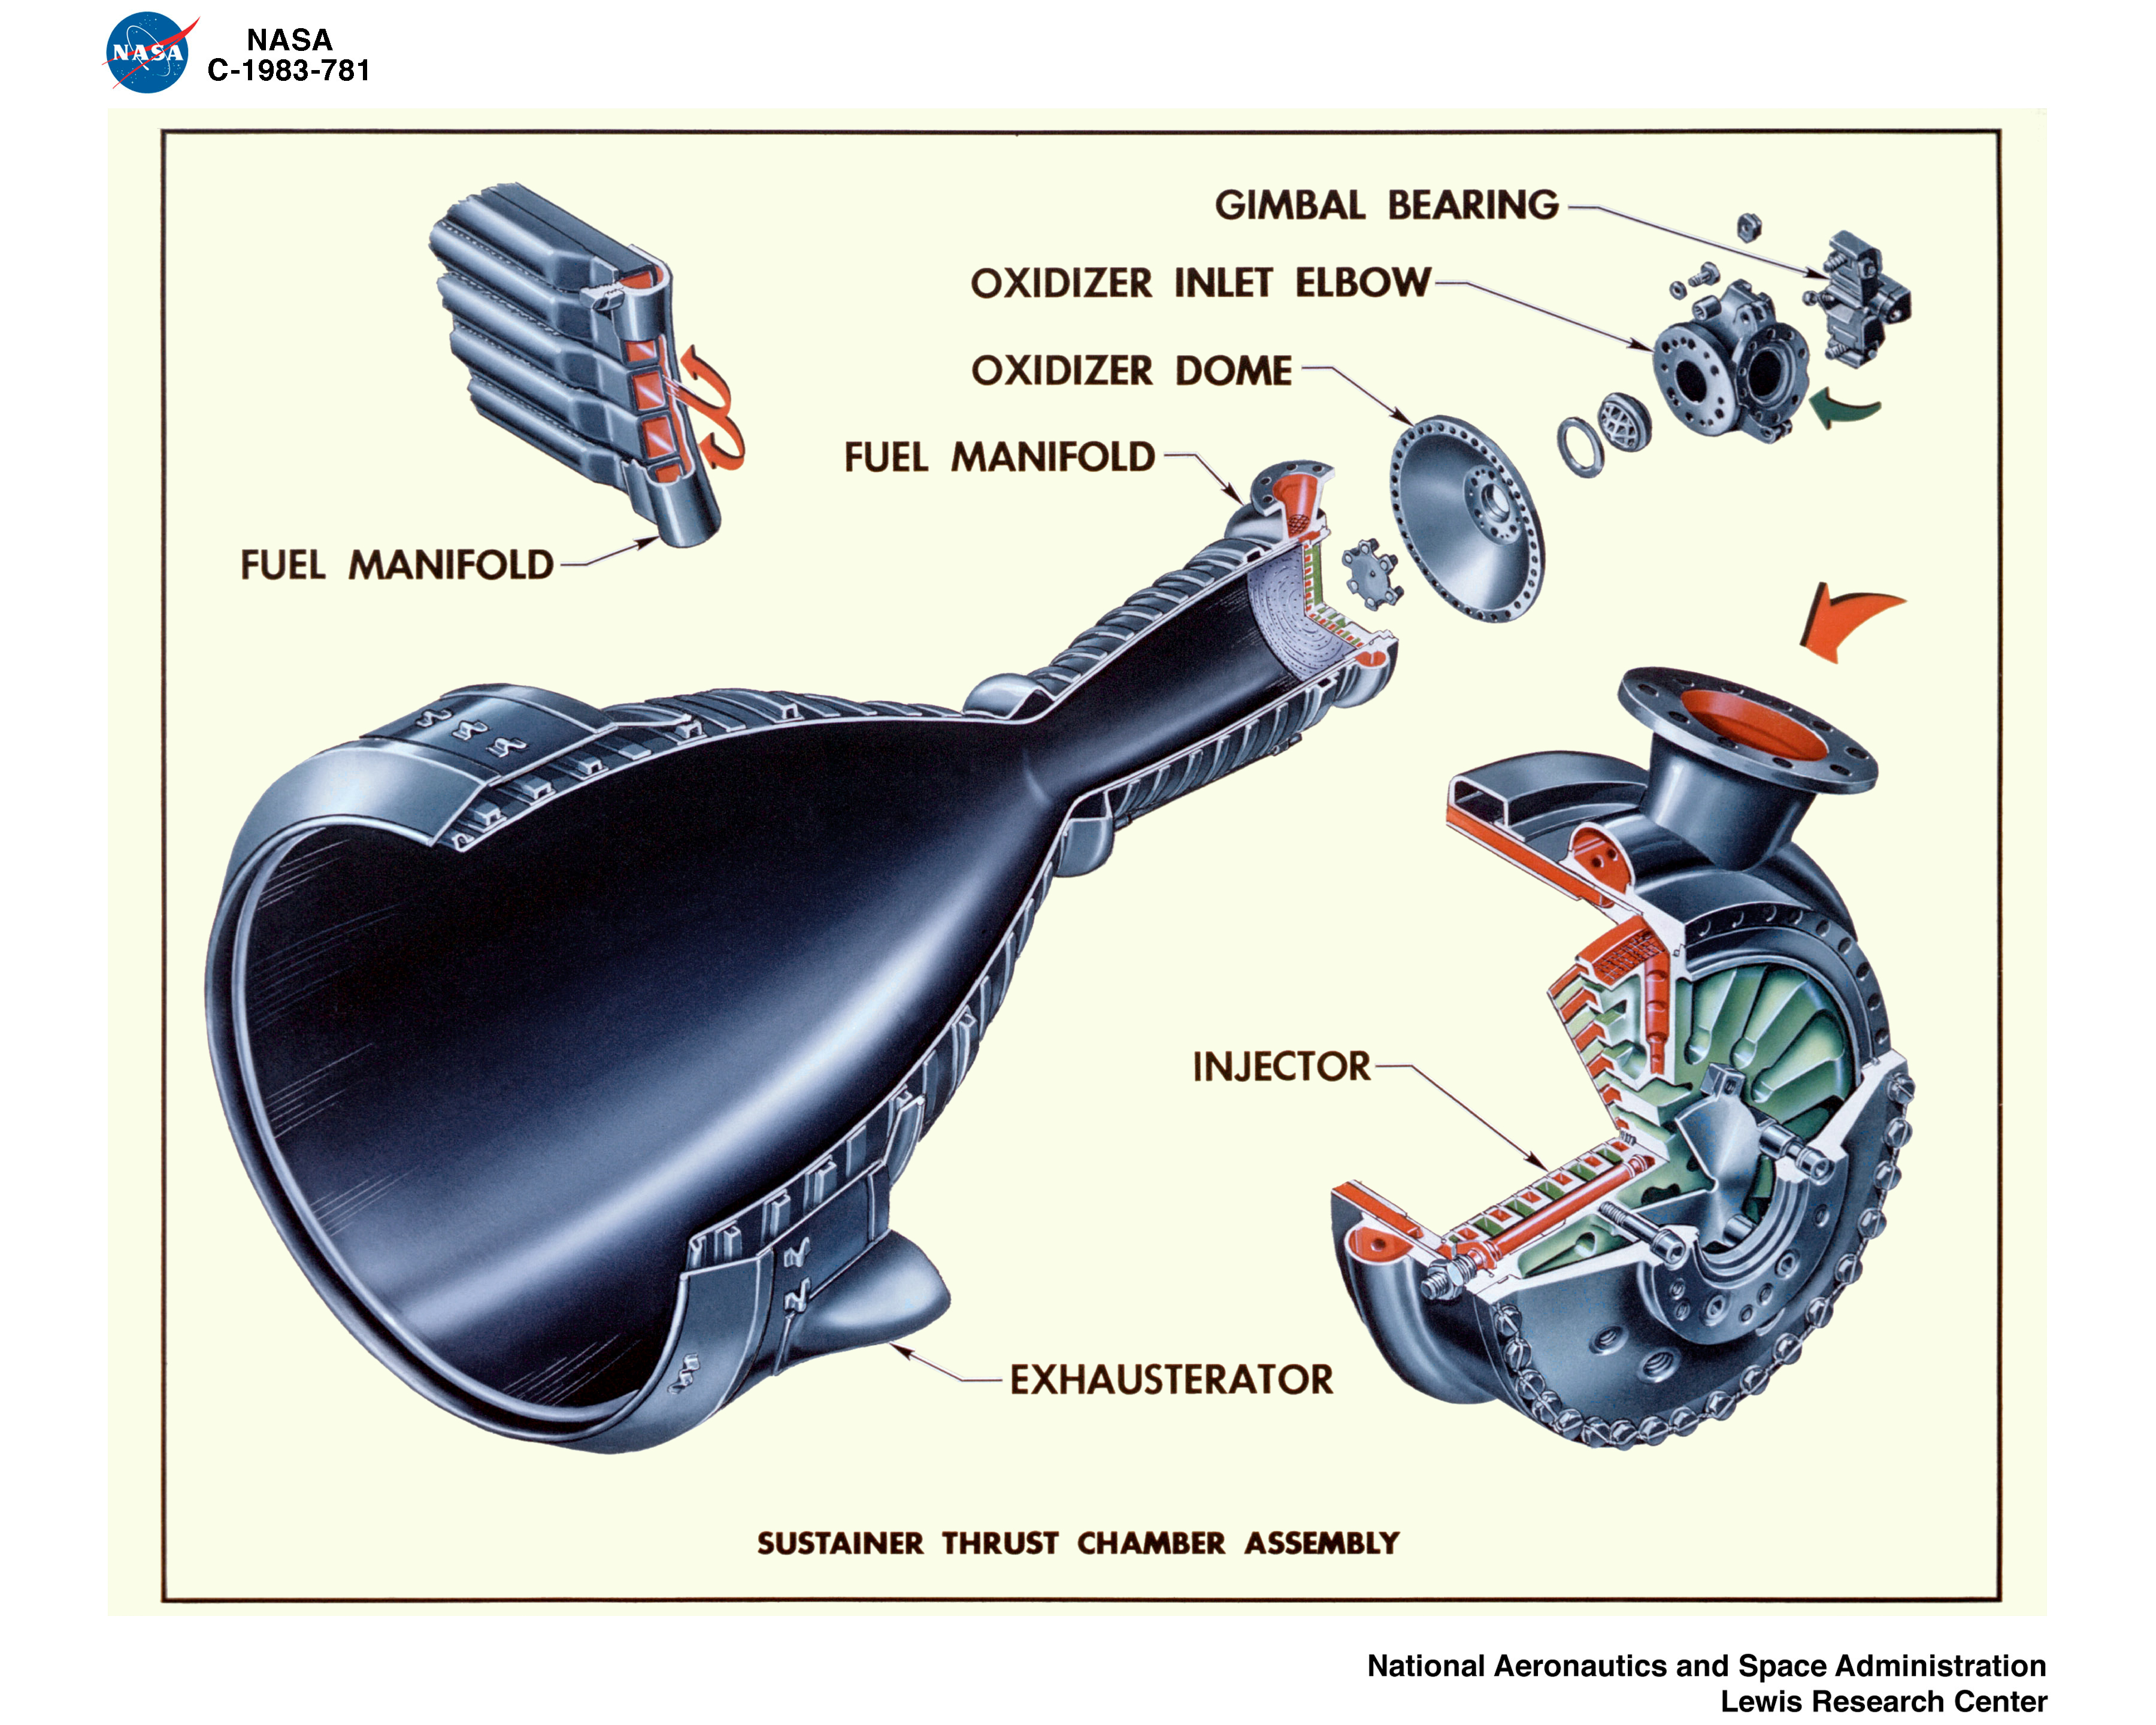 NASA
NASA
C-1983-781
GIMBAL BEARING
OXIDIZER INLET ELBOW
OXIDIZER DOME
FUEL MANIFOLD
FUEL MANIFOLD
INJECTOR
EXHAUSTERATOR
SUSTAINER THRUST CHAMBER ASSEMBLY
National Aeronautics and Space Administration
Lewis Research Center